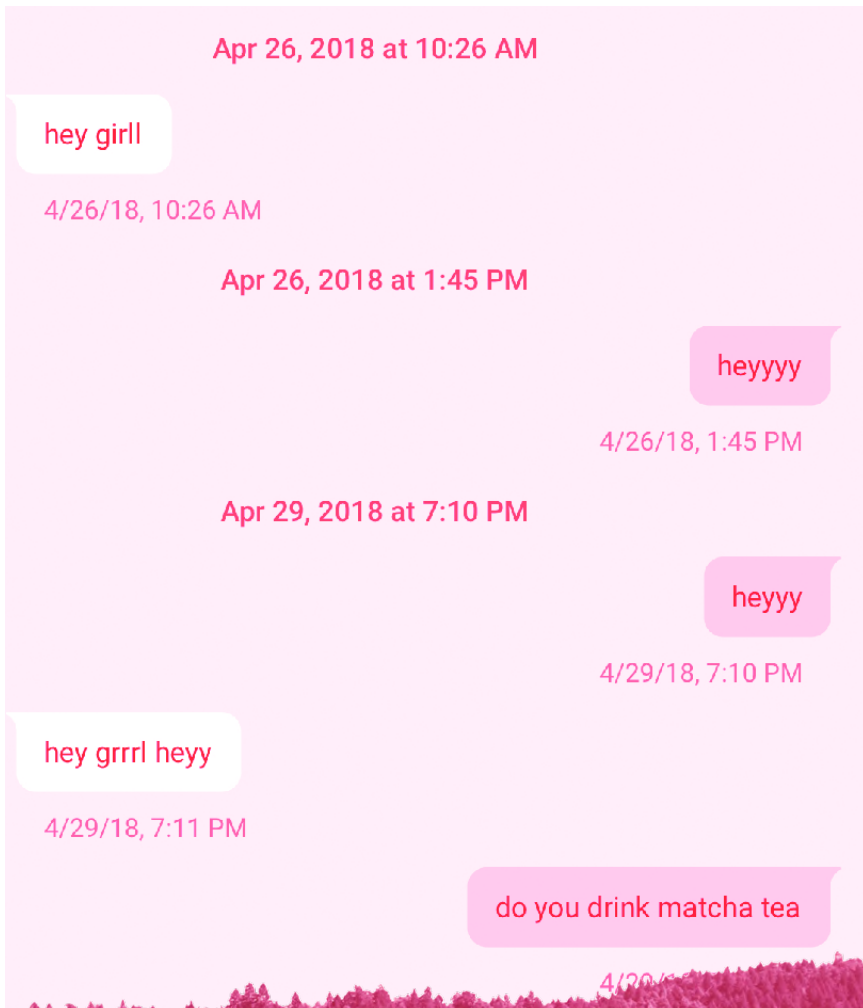 Apr 26, 2018 at 10:26 AM
hey girll
4/26/18, 10:26 AM
Apr 26, 2018 at 1:45 PM
heyyyy
4/26/18, 1:45 PM
Apr 29, 2018 at 7:10 PM
heyyy
4/29/18, 7:10 PM
hey grrrl heyy
4/29/18, 7:11 PM
do you drink matcha tea